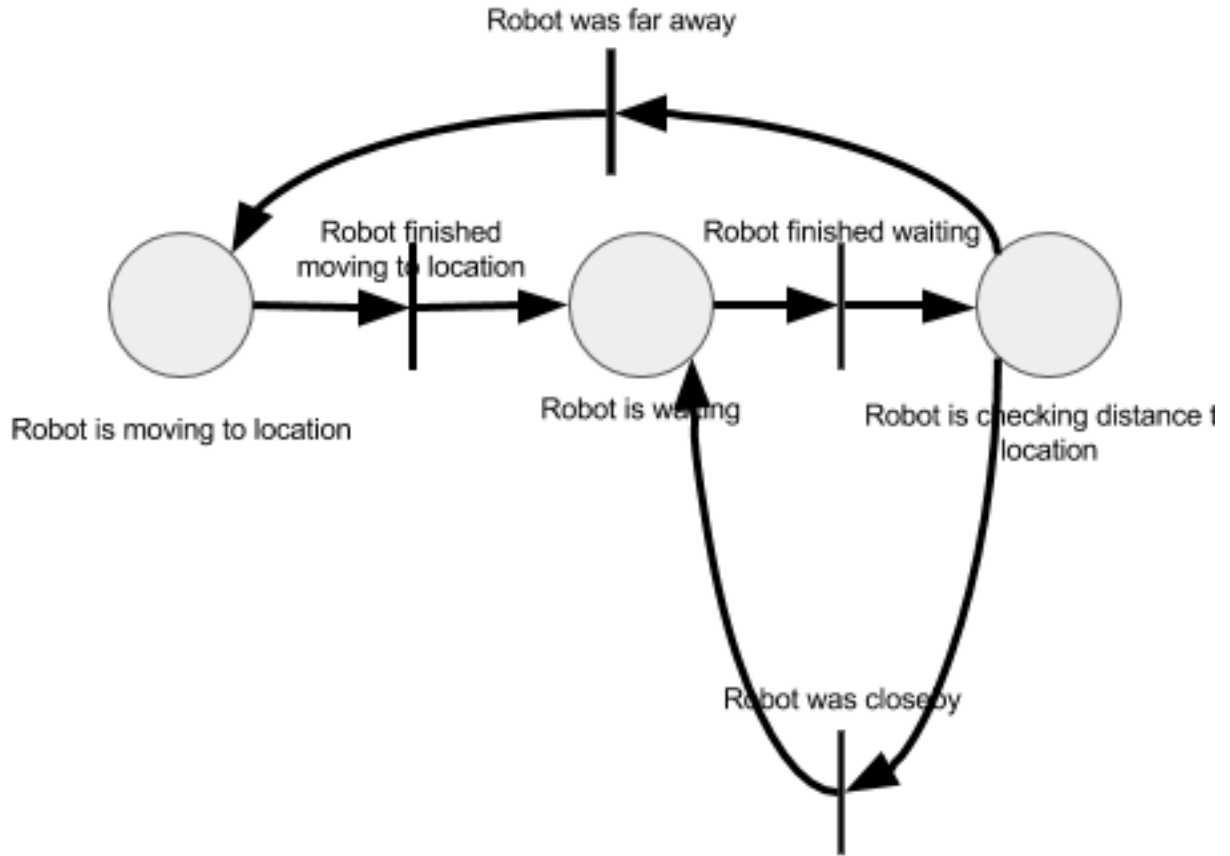 Robot was far away
Robot finished
moving to location
Robot finished waiting
Robot is moving to location
Robot is waiting
Robot is checking distance t
location
Robot was closeby